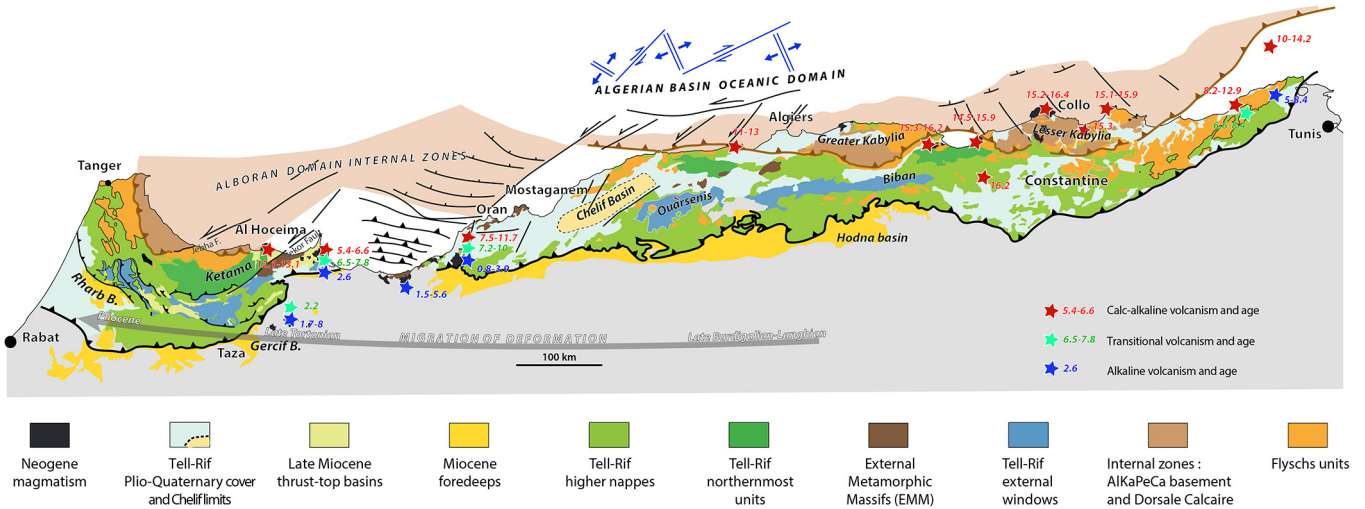 10-14.2
ALGERIAN BASIN OCEANIC DOMAIN
15.2-16.4
15.1-15.9
8.2-12.9
5-8.4
Collo
Algiers
14.5-15.9
15.3-16.2
15.3
Lesser Kabylia
11-13
Greater Kabylia
Tunis
Tanger
ALBORAN DOMAIN INTERNAL ZONES
Mostaganem
Biban
16.2
Constantine
Chelif Basin
Ouarsenis
Oran
Al Hoceima
7.5-11.7
7.2-10
0.8-3.9
Hodna basin
5.4-6.6
6.5-7.8
2.6
Ketama
Rharb B.
1.5-5.6
2.2
1.7-8
Pliocene
Late Tortonian
MIGRATION OF DEFORMATION
Late Burdigalian-Langhian
Rabat
Taza
Gercif B.
100 km
5.4-6.6 Calc-alkaline volcanism and age
6.5-7.8 Transitional volcanism and age
2.6 Alkaline volcanism and age
Neogene
magmatism
Tell-Rif
Plio-Quaternary cover
and Chelif limits
Late Miocene
thrust-top basins
Miocene
foredeeps
Tell-Rif
higher nappes
Tell-Rif
northernmost
units
External
Metamorphic
Massifs (EMM)
Tell-Rif
external
windows
Internal zones :
AlKaPeCa basement
and Dorsale Calcaire
Flyschs units